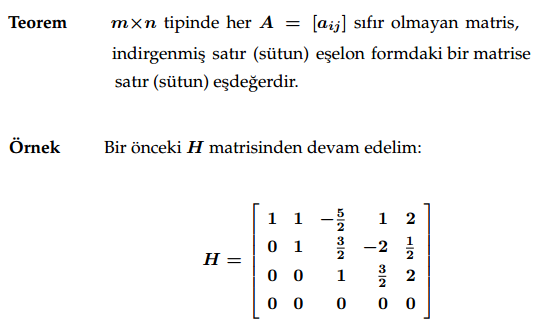 Teorem m×n tipinde her A = [a_{ij}] sıfır olmayan matris,
indirgenmiş satır (sütun) eşelon formdaki bir matrise
satır (sütun) eşdeğerdir.
Örnek Bir önceki H matrisinden devam edelim:
H = [ 1 1 −5/2 1 2
0 1 3/2 −2 1/2
0 0 1 3/2 2
0 0 0 0 0 ]